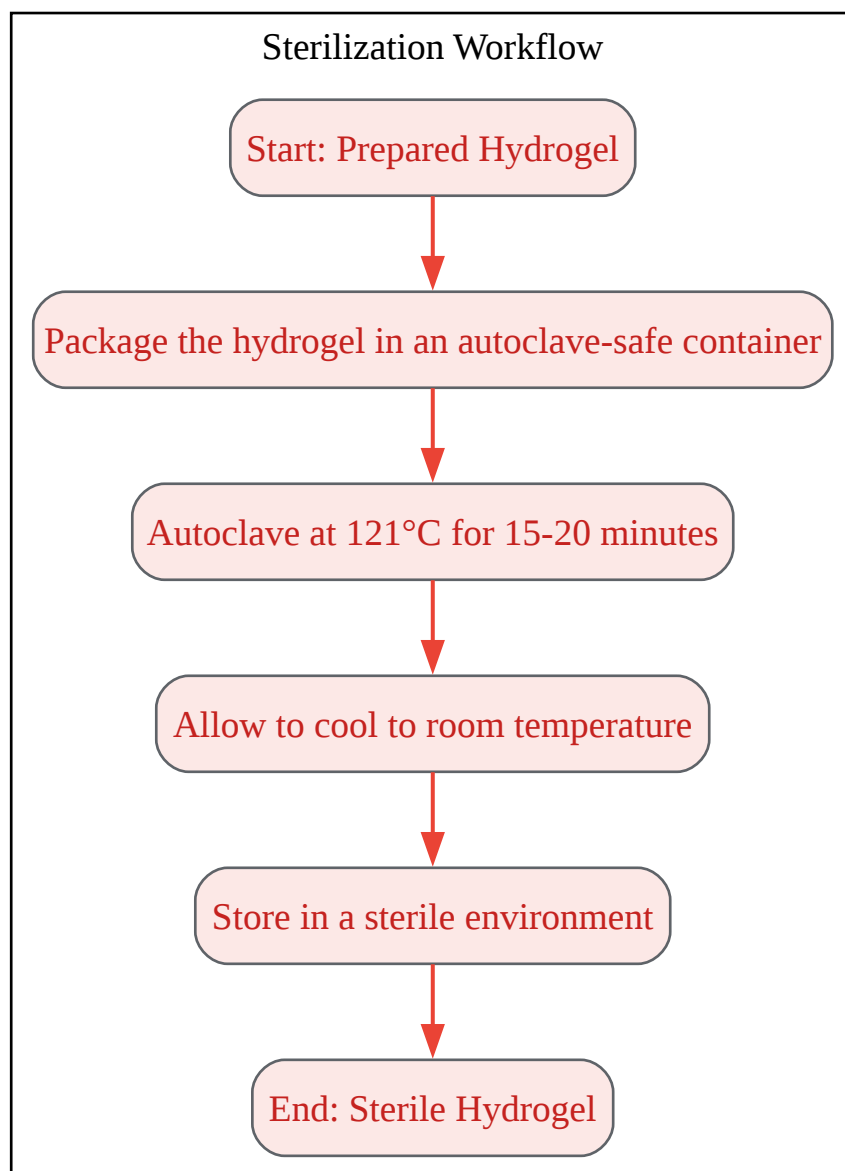 Sterilization Workflow
Start: Prepared Hydrogel
Package the hydrogel in an autoclave-safe container
Autoclave at 121°C for 15-20 minutes
Allow to cool to room temperature
Store in a sterile environment
End: Sterile Hydrogel